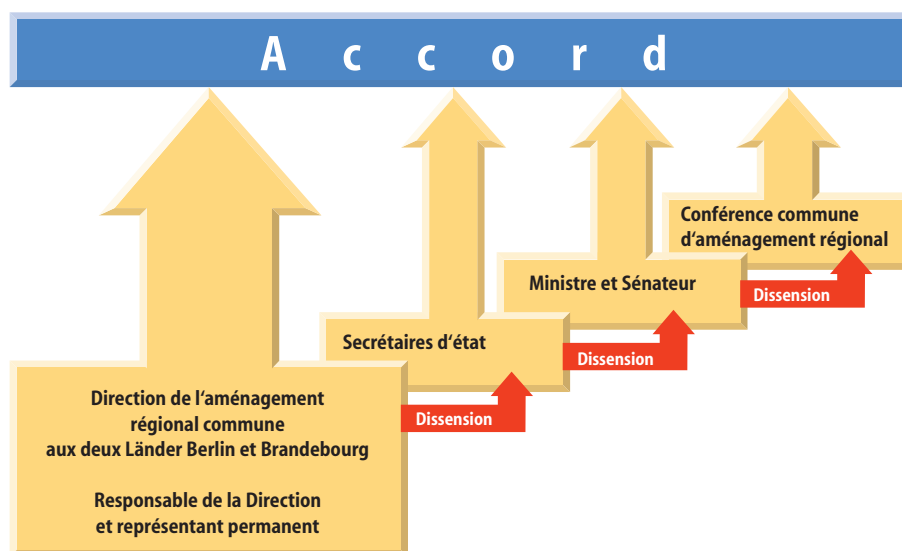 Accord
Conférence commune
d‘aménagement régional
Ministre et Sénateur
Dissension
Secrétaires d‘état
Dissension
Direction de l‘aménagement
régional commune
aux deux Länder Berlin et Brandebourg
Dissension
Responsable de la Direction
et représentant permanent